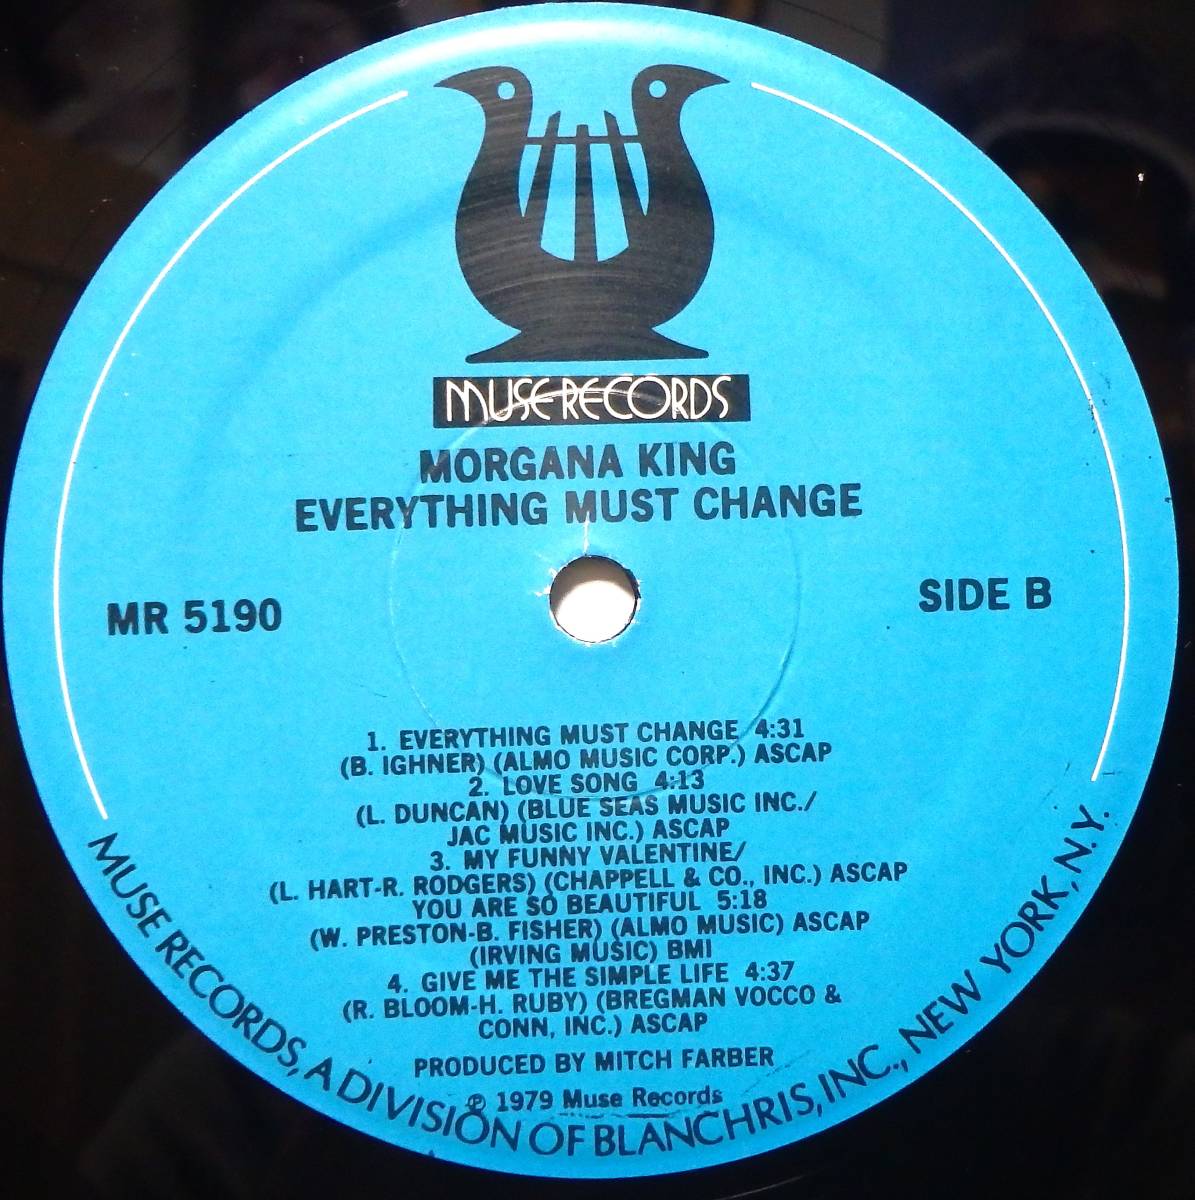 MUSE RECORDS
MORGANA KING
EVERYTHING MUST CHANGE
MR 5190
SIDE B
1. EVERYTHING MUST CHANGE 4:31
(B. IGHNER) (ALMO MUSIC CORP.) ASCAP
2. LOVE SONG 4:13
(L. DUNCAN) (BLUE SEAS MUSIC INC./
JAC MUSIC INC.) ASCAP
3. MY FUNNY VALENTINE/
(L. HART-R. RODGERS) (CHAPPELL & CO., INC.) ASCAP
YOU ARE SO BEAUTIFUL 5:18
(W. PRESTON-B. FISHER) (ALMO MUSIC) ASCAP
(IRVING MUSIC) BMI
4. GIVE ME THE SIMPLE LIFE 4:37
(R. BLOOM-H. RUBY) (BREGMAN VOCCO &
CONN, INC.) ASCAP
PRODUCED BY MITCH FARBER
℗ 1979 Muse Records
MUSE RECORDS, A DIVISION OF BLANCHRIS, INC., NEW YORK, N.Y.